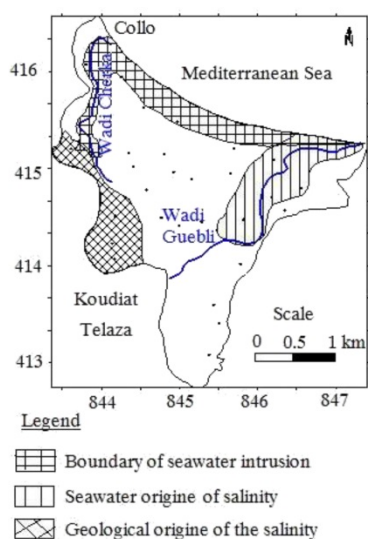 Collo
N
416
Mediterranean Sea
Wadi Cherka
415
Wadi
Guebli
414
Koudiat
Telaza
Scale
0 0.5 1 km
413
844 845 846 847
Legend
Boundary of seawater intrusion
Seawater origine of salinity
Geological origine of the salinity